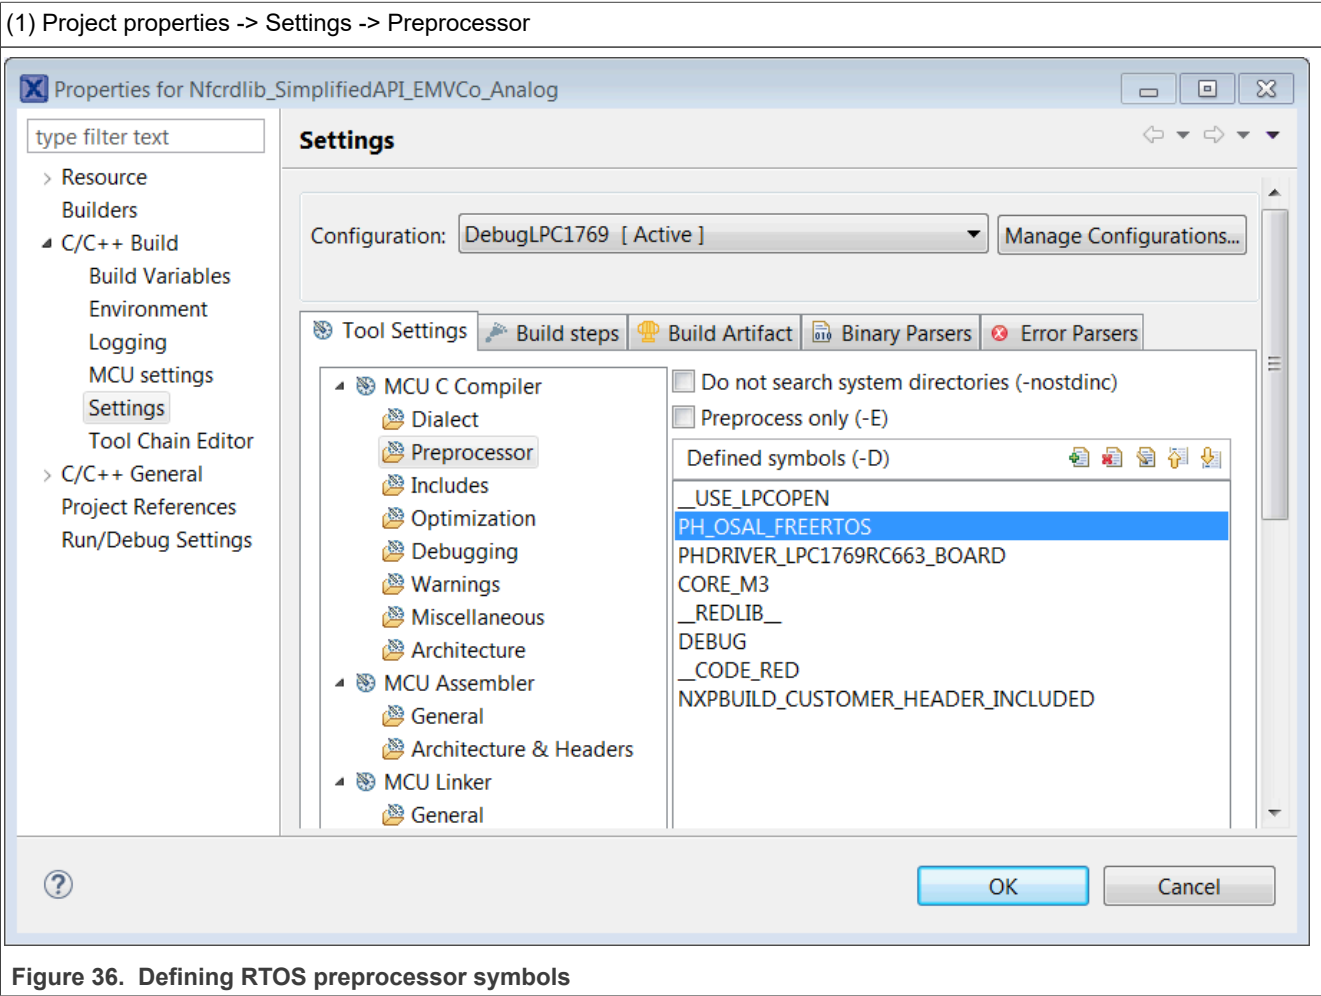 (1) Project properties -> Settings -> Preprocessor
Properties for Nfcrdlib_SimplifiedAPI_EMVCo_Analog
type filter text
Resource
Builders
C/C++ Build
Build Variables
Environment
Logging
MCU settings
Settings
Tool Chain Editor
C/C++ General
Project References
Run/Debug Settings
Settings
Configuration: DebugLPC1769 [ Active ] Manage Configurations...
Tool Settings Build steps Build Artifact Binary Parsers Error Parsers
MCU C Compiler
Dialect
Preprocessor
Includes
Optimization
Debugging
Warnings
Miscellaneous
Architecture
MCU Assembler
General
Architecture & Headers
MCU Linker
General
Do not search system directories (-nostdinc)
Preprocess only (-E)
Defined symbols (-D)
__USE_LPCOPEN
PH_OSAL_FREERTOS
PHDRIVER_LPC1769RC663_BOARD
CORE_M3
__REDLIB__
DEBUG
__CODE_RED
NXPBUILD_CUSTOMER_HEADER_INCLUDED
OK Cancel
Figure 36. Defining RTOS preprocessor symbols